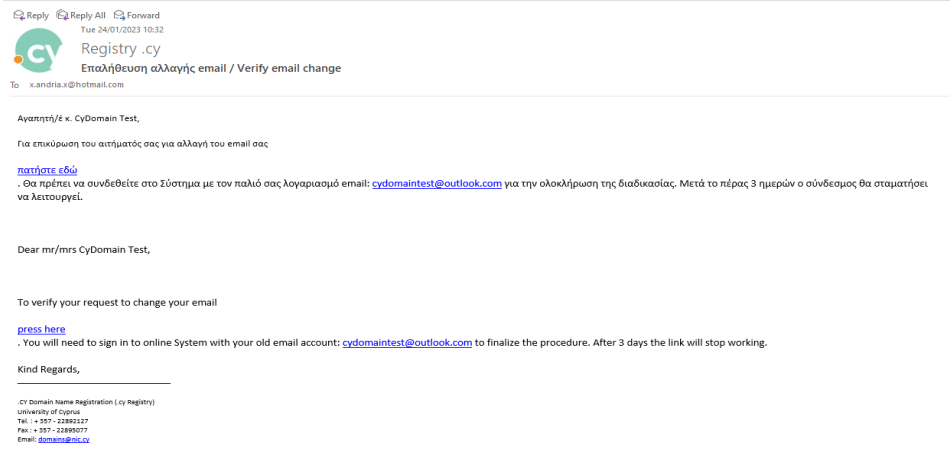 Reply Reply All Forward
Tue 24/01/2023 10:32
cy
Registry .cy
Επαλήθευση αλλαγής email / Verify email change
To x.andria.x@hotmail.com
Αγαπητή/έ κ. CyDomain Test,
Για επικύρωση του αιτήματός σας για αλλαγή του email σας
πατήστε εδώ
. Θα πρέπει να συνδεθείτε στο Σύστημα με τον παλιό σας λογαριασμό email: cydomaintest@outlook.com για την ολοκλήρωση της διαδικασίας. Μετά το πέρας 3 ημερών ο σύνδεσμος θα σταματήσει
να λειτουργεί.
Dear mr/mrs CyDomain Test,
To verify your request to change your email
press here
. You will need to sign in to online System with your old email account: cydomaintest@outlook.com to finalize the procedure. After 3 days the link will stop working.
Kind Regards,
.CY Domain Name Registration (.cy Registry)
University of Cyprus
Tel. : + 357 - 22892127
Fax : + 357 - 22895077
Email: domains@nic.cy